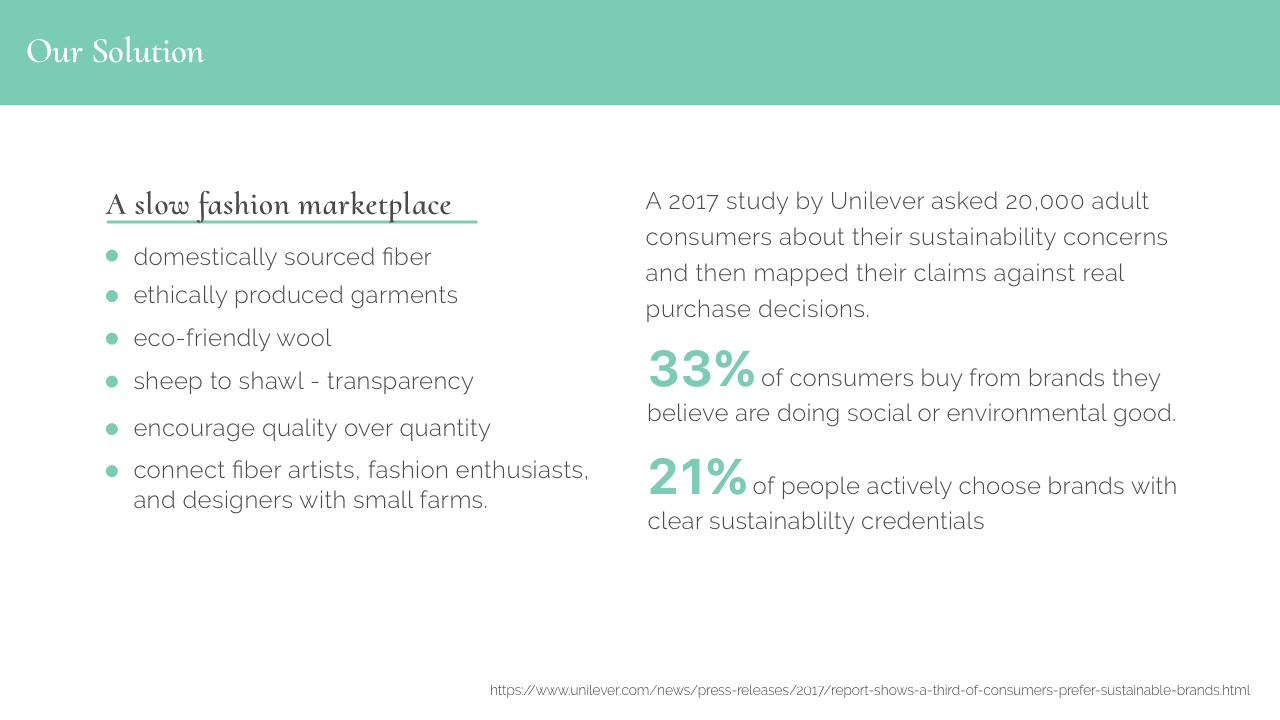 Our Solution
A slow fashion marketplace
domestically sourced fiber
ethically produced garments
eco-friendly wool
sheep to shawl - transparency
encourage quality over quantity
connect fiber artists, fashion enthusiasts,
and designers with small farms.
A 2017 study by Unilever asked 20,000 adult
consumers about their sustainability concerns
and then mapped their claims against real
purchase decisions.
33% of consumers buy from brands they
believe are doing social or environmental good.
21% of people actively choose brands with
clear sustainablilty credentials
https://www.unilever.com/news/press-releases/2017/report-shows-a-third-of-consumers-prefer-sustainable-brands.html